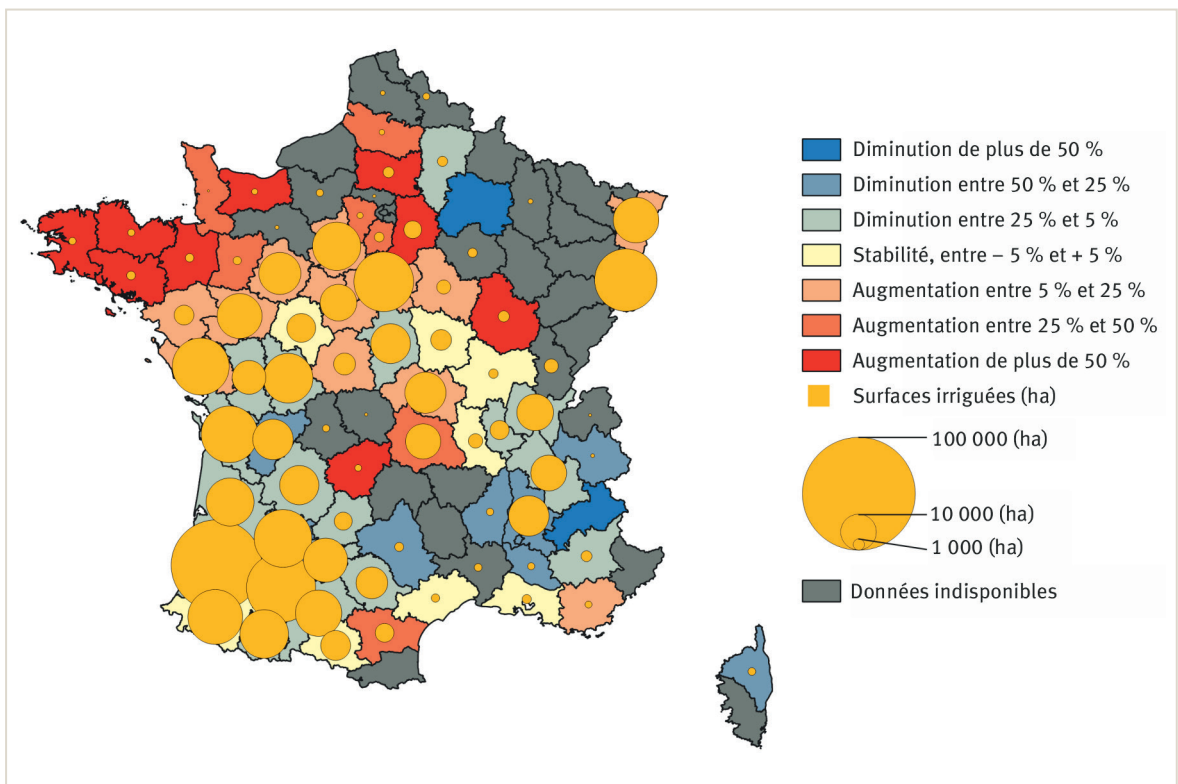 Diminution de plus de 50 %
Diminution entre 50 % et 25 %
Diminution entre 25 % et 5 %
Stabilité, entre – 5 % et + 5 %
Augmentation entre 5 % et 25 %
Augmentation entre 25 % et 50 %
Augmentation de plus de 50 %
Surfaces irriguées (ha)
100 000 (ha)
10 000 (ha)
1 000 (ha)
Données indisponibles